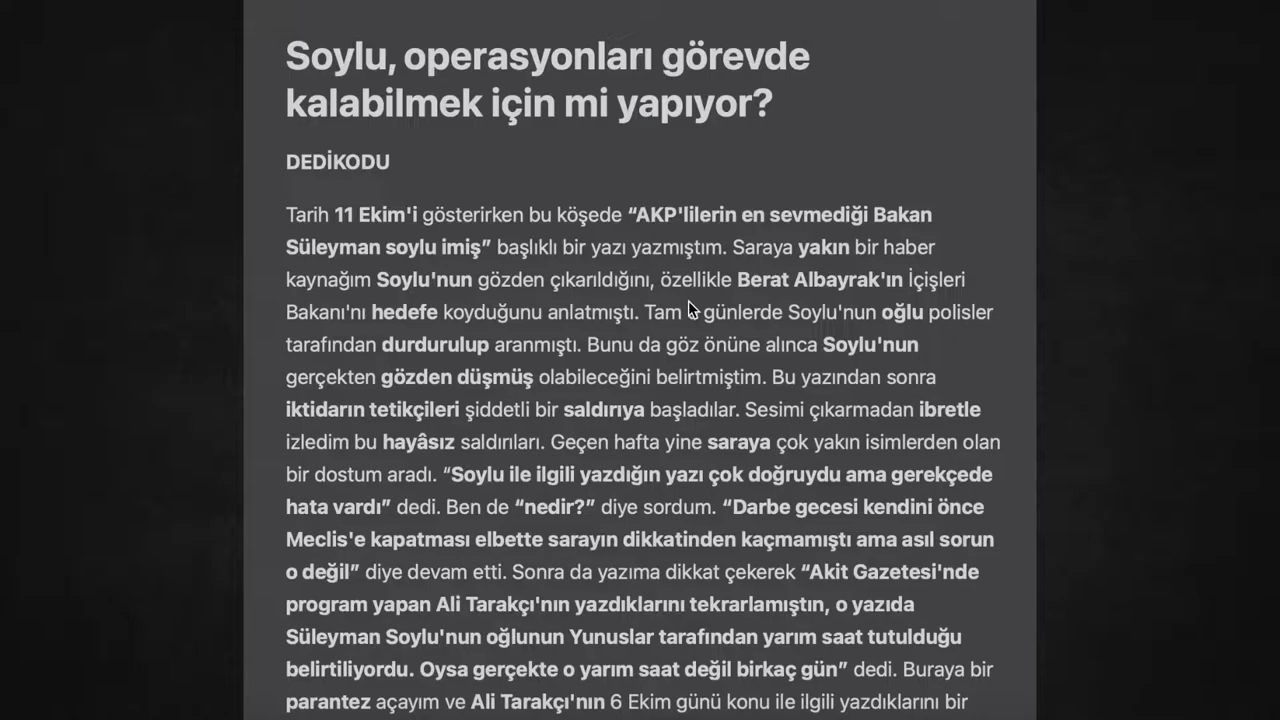 Soylu, operasyonları görevde
kalabilmek için mi yapıyor?
DEDİKODU
Tarih 11 Ekim'i gösterirken bu köşede “AKP'lilerin en sevmediği Bakan
Süleyman soylu imiş” başlıklı bir yazı yazmıştım. Saraya yakın bir haber
kaynağım Soylu'nun gözden çıkarıldığını, özellikle Berat Albayrak'ın İçişleri
Bakanı'nı hedefe koyduğunu anlatmıştı. Tam günlerde Soylu'nun oğlu polisler
tarafından durdurulup aranmıştı. Bunu da göz önüne alınca Soylu'nun
gerçekten gözden düşmüş olabileceğini belirtmiştim. Bu yazından sonra
iktidarın tetikçileri şiddetli bir saldırıya başladılar. Sesimi çıkarmadan ibretle
izledim bu hayâsız saldırıları. Geçen hafta yine saraya çok yakın isimlerden olan
bir dostum aradı. “Soylu ile ilgili yazdığın yazı çok doğruydu ama gerekçede
hata vardı” dedi. Ben de “nedir?” diye sordum. “Darbe gecesi kendini önce
Meclis'e kapatması elbette sarayın dikkatinden kaçmamıştı ama asıl sorun
o değil” diye devam etti. Sonra da yazıma dikkat çekerek “Akit Gazetesi'nde
program yapan Ali Tarakçı'nın yazdıklarını tekrarlamıştın, o yazıda
Süleyman Soylu'nun oğlunun Yunuslar tarafından yarım saat tutulduğu
belirtiliyordu. Oysa gerçekte o yarım saat değil birkaç gün” dedi. Buraya bir
parantez açayım ve Ali Tarakçı'nın 6 Ekim günü konu ile ilgili yazdıklarını bir